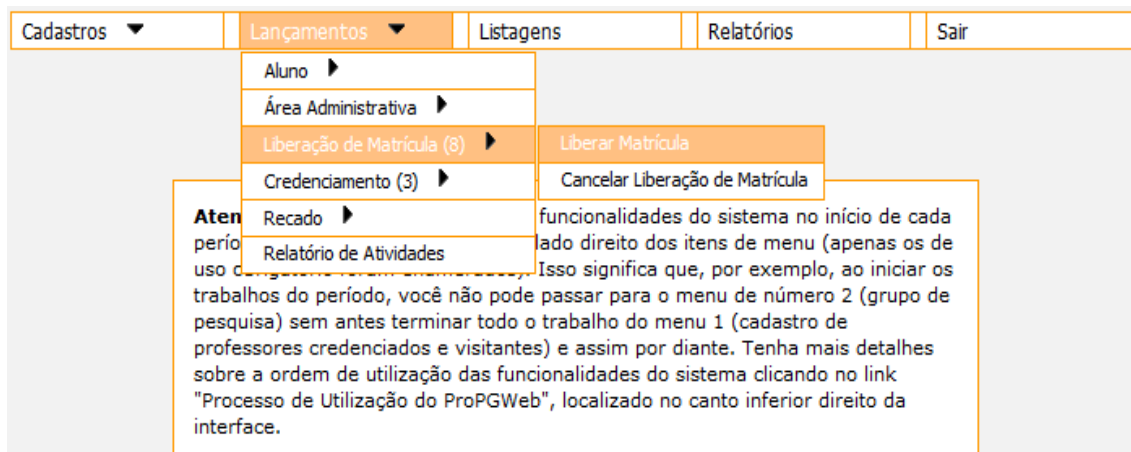 Cadastros
Lançamentos
Listagens
Relatórios
Sair
Aluno
Área Administrativa
Liberação de Matrícula (8)
Liberar Matrícula
Credenciamento (3)
Cancelar Liberação de Matrícula
Recado
Relatório de Atividades
Aten funcionalidades do sistema no início de cada
perío lado direito dos itens de menu (apenas os de
uso Isso significa que, por exemplo, ao iniciar os
trabalhos do período, você não pode passar para o menu de número 2 (grupo de
pesquisa) sem antes terminar todo o trabalho do menu 1 (cadastro de
professores credenciados e visitantes) e assim por diante. Tenha mais detalhes
sobre a ordem de utilização das funcionalidades do sistema clicando no link
"Processo de Utilização do ProPGWeb", localizado no canto inferior direito da
interface.